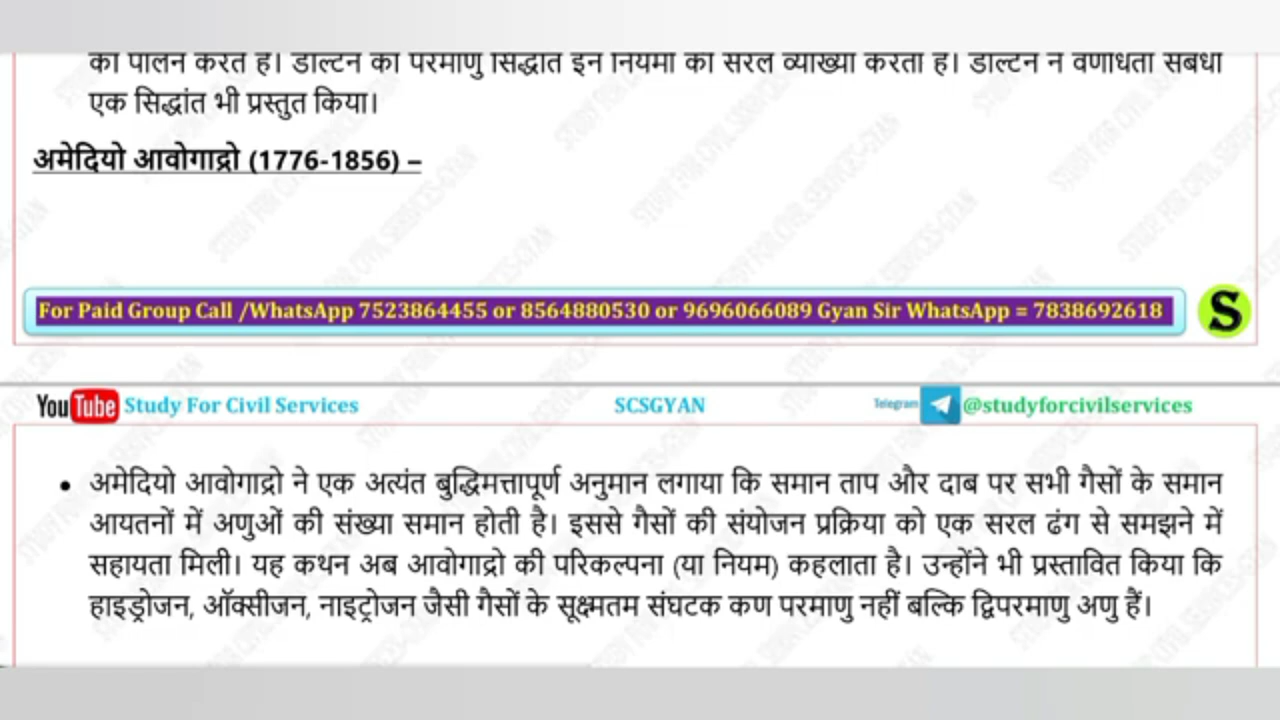 का पालन करते हैं। डाल्टन का परमाणु सिद्धांत इन नियमों की सरल व्याख्या करता है। डाल्टन ने वर्णांधता संबंधी
एक सिद्धांत भी प्रस्तुत किया।
अमेदियो आवोगाद्रो (1776-1856) –
For Paid Group Call /WhatsApp 7523864455 or 8564880530 or 9696066089 Gyan Sir WhatsApp = 7838692618
S
YouTube Study For Civil Services SCSGYAN Telegram @studyforcivilservices
• अमेदियो आवोगाद्रो ने एक अत्यंत बुद्धिमत्तापूर्ण अनुमान लगाया कि समान ताप और दाब पर सभी गैसों के समान
आयतनों में अणुओं की संख्या समान होती है। इससे गैसों की संयोजन प्रक्रिया को एक सरल ढंग से समझने में
सहायता मिली। यह कथन अब आवोगाद्रो की परिकल्पना (या नियम) कहलाता है। उन्होंने भी प्रस्तावित किया कि
हाइड्रोजन, ऑक्सीजन, नाइट्रोजन जैसी गैसों के सूक्ष्मतम संघटक कण परमाणु नहीं बल्कि द्विपरमाणु अणु हैं।